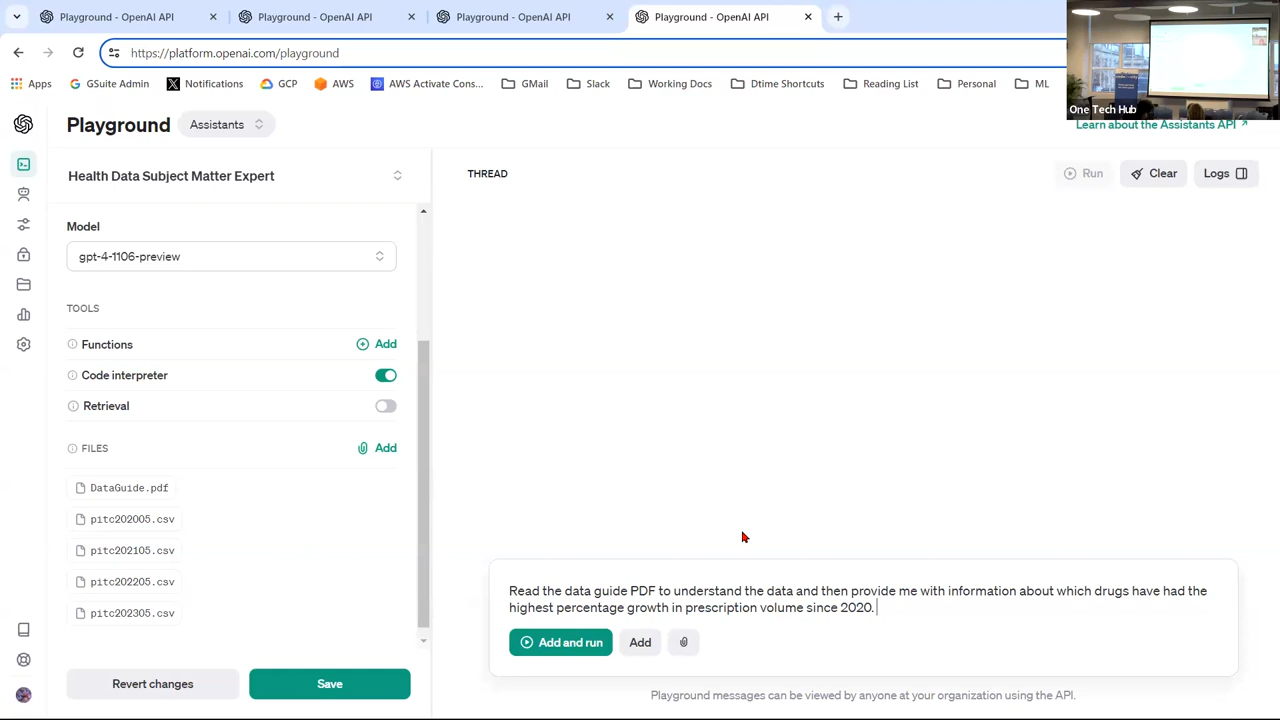 Playground - OpenAI API
Playground - OpenAI API
Playground - OpenAI API
Playground - OpenAI API
https://platform.openai.com/playground
Apps
GSuite Admin
Notifications
GCP
AWS
AWS Activate Cons...
GMail
Slack
Working Docs
Dtime Shortcuts
Reading List
Personal
ML
One Tech Hub
Playground
Assistants
Learn about the Assistants API
Health Data Subject Matter Expert
THREAD
Run
Clear
Logs
Model
gpt-4-1106-preview
TOOLS
Functions
Add
Code interpreter
Retrieval
FILES
Add
DataGuide.pdf
pitc202005.csv
pitc202105.csv
pitc202205.csv
pitc202305.csv
Read the data guide PDF to understand the data and then provide me with information about which drugs have had the
highest percentage growth in prescription volume since 2020.
Add and run
Add
Revert changes
Save
Playground messages can be viewed by anyone at your organization using the API.